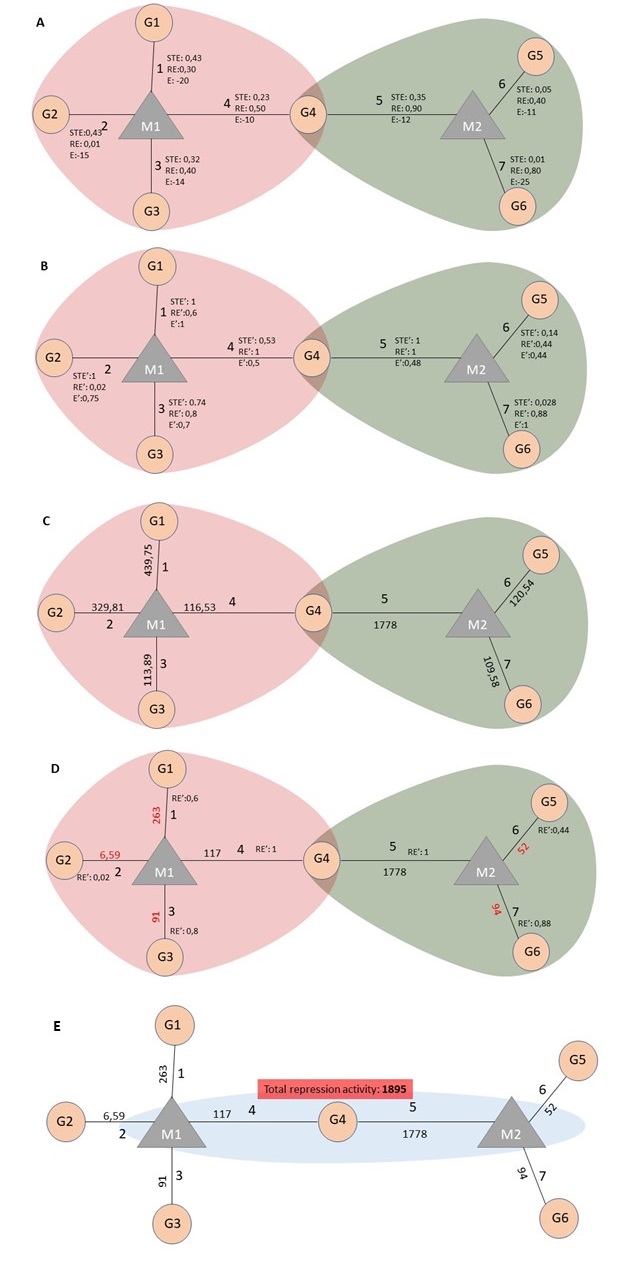 A
G1
1
STE: 0,43
RE:0,30
E: -20
G2
2
STE:0,43
RE: 0,01
E:-15
M1
4
STE: 0,23
RE: 0,50
E:-10
3
STE: 0,32
RE: 0,40
E:-14
G3
G4
5
STE: 0,35
RE: 0,90
E:-12
M2
6
STE: 0,05
RE:0,40
E:-11
G5
7
STE: 0,01
RE: 0,80
E:-25
G6
B
G1
1
STE': 1
RE':0,6
E':1
G2
2
STE':1
RE': 0,02
E':0,75
M1
4
STE': 0,53
RE': 1
E':0,5
3
STE': 0.74
RE': 0,8
E':0,7
G3
G4
5
STE': 1
RE': 1
E':0,48
M2
6
STE': 0,14
RE':0,44
E':0,44
G5
7
STE': 0,028
RE': 0,88
E':1
G6
C
G1
439,75
1
G2
329,81
2
M1
116,53
4
113,89
3
G3
G4
5
1778
M2
6
120,54
G5
109,58
7
G6
D
G1
263
1
RE':0,6
G2
6,59
RE': 0,02
2
M1
117
4
RE': 1
91
3
RE': 0,8
G3
G4
5
RE': 1
1778
M2
6
52
RE':0,44
G5
94
7
RE': 0,88
G6
E
G1
263
1
G2
6,59
2
M1
117
4
91
3
G3
Total repression activity: 1895
G4
5
1778
M2
6
52
G5
94
7
G6